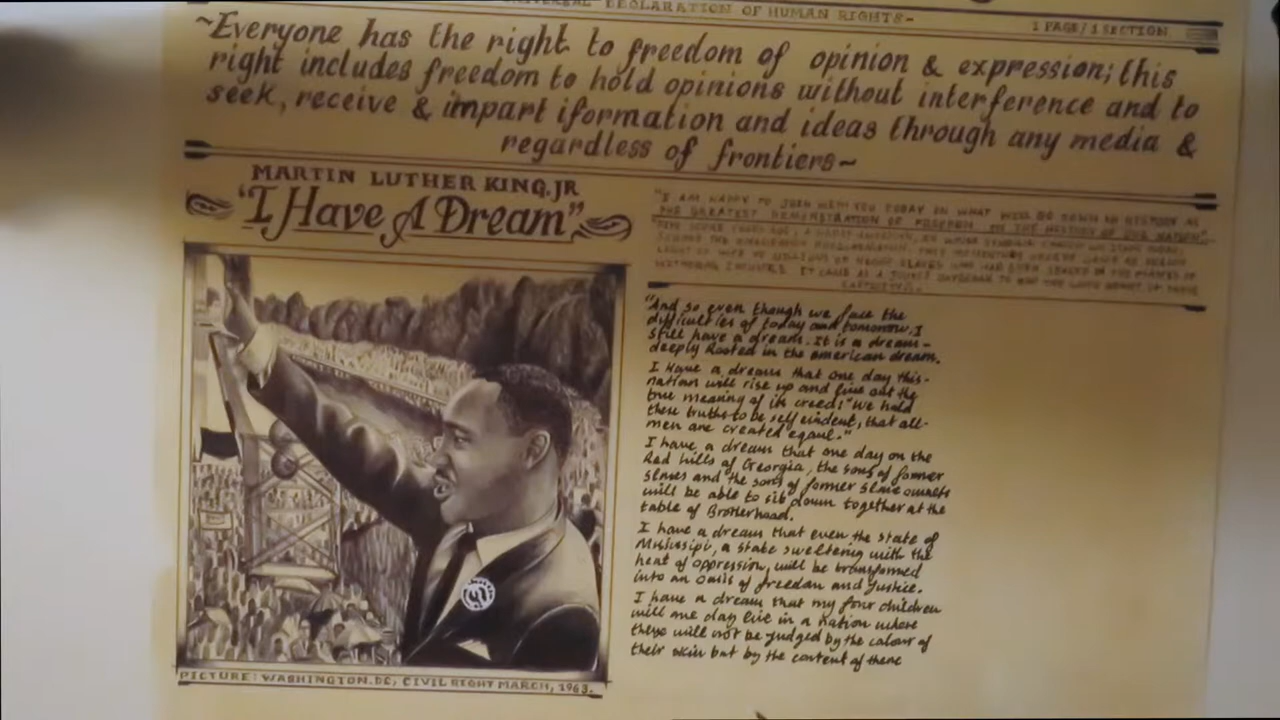 DECLARATION OF HUMAN RIGHTS~
1 PAGE/1 SECTION
~Everyone has the right to freedom of opinion & expression; this
right includes freedom to hold opinions without interference and to
seek, receive & impart iformation and ideas through any media &
regardless of frontiers~
MARTIN LUTHER KING, JR
"I Have A Dream"
"I AM HAPPY TO JOIN WITH YOU TODAY IN WHAT WILL GO DOWN IN HISTORY AS
THE GREATEST DEMONSTRATION OF FREEDOM IN THE HISTORY OF OUR NATION".
"And so even though we face the
difficulties of today and tomorrow, I
still have a dream. It is a dream-
deeply Rooted in the american dream.
I Have a dream that one day this-
nation will rise up and live out the
true meaning of its creed: "we hold
these truths to be self evident, that all-
men are created equal."
I have a dream that one day on the
Red hills of Georgia, the sons of former
slaves and the sons of former slave owners
will be able to sit down together at the
table of Brotherhood.
I have a dream that even the state of
Mississipi, a state sweltering with the
heat of oppression, will be transformed
into an oasis of freedom and Justice.
I have a dream that my four children
will one day live in a nation where
they will not be judged by the colour of
their skin but by the content of there
PICTURE: WASHINGTON.DC, CIVIL RIGHT MARCH, 1963.